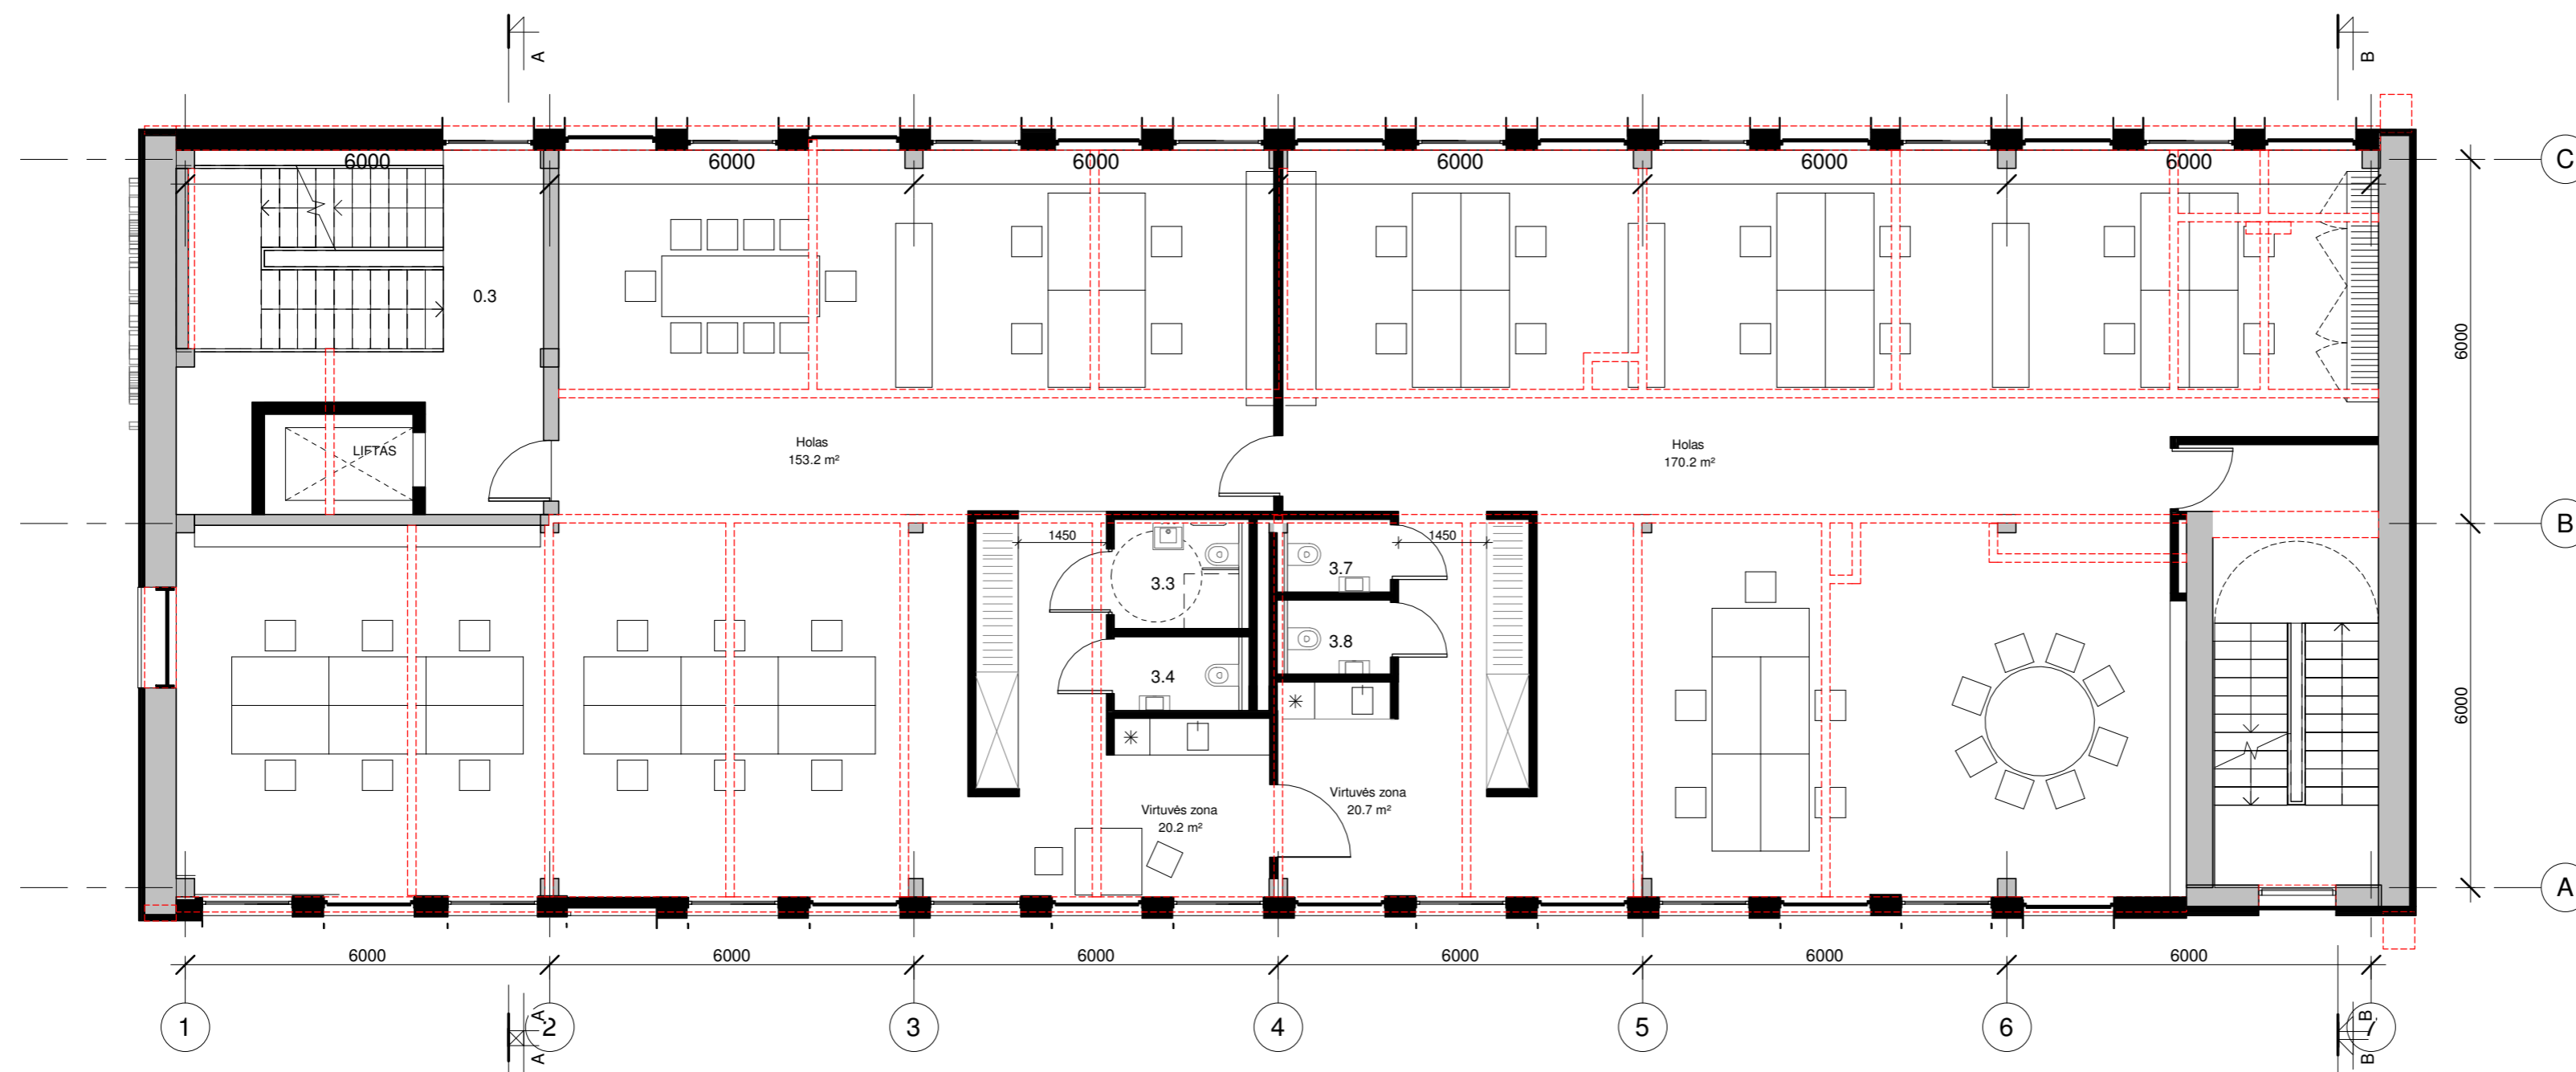 A
B
6000 6000 6000 6000 6000 6000
C
0.3
6000
Holas
153.2 m²
Holas
170.2 m²
LIFTAS
B
1450
1450
3.3
3.7
3.8
3.4
6000
Virtuvės zona
20.2 m²
Virtuvės zona
20.7 m²
A
6000 6000 6000 6000 6000 6000
1 2 3 4 5 6 7
A
B
A
B